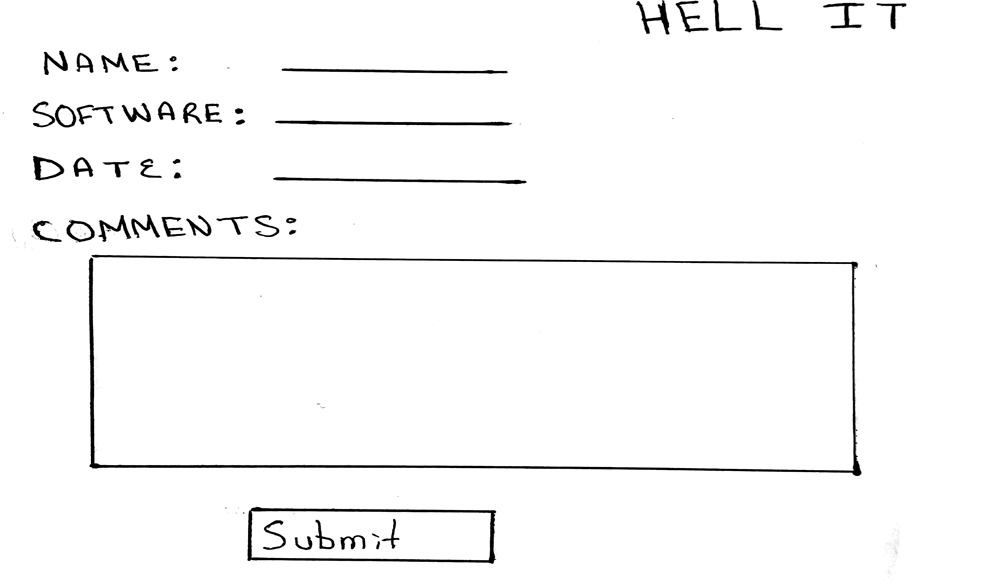 HELL IT
NAME:
SOFTWARE:
DATE:
COMMENTS:
Submit